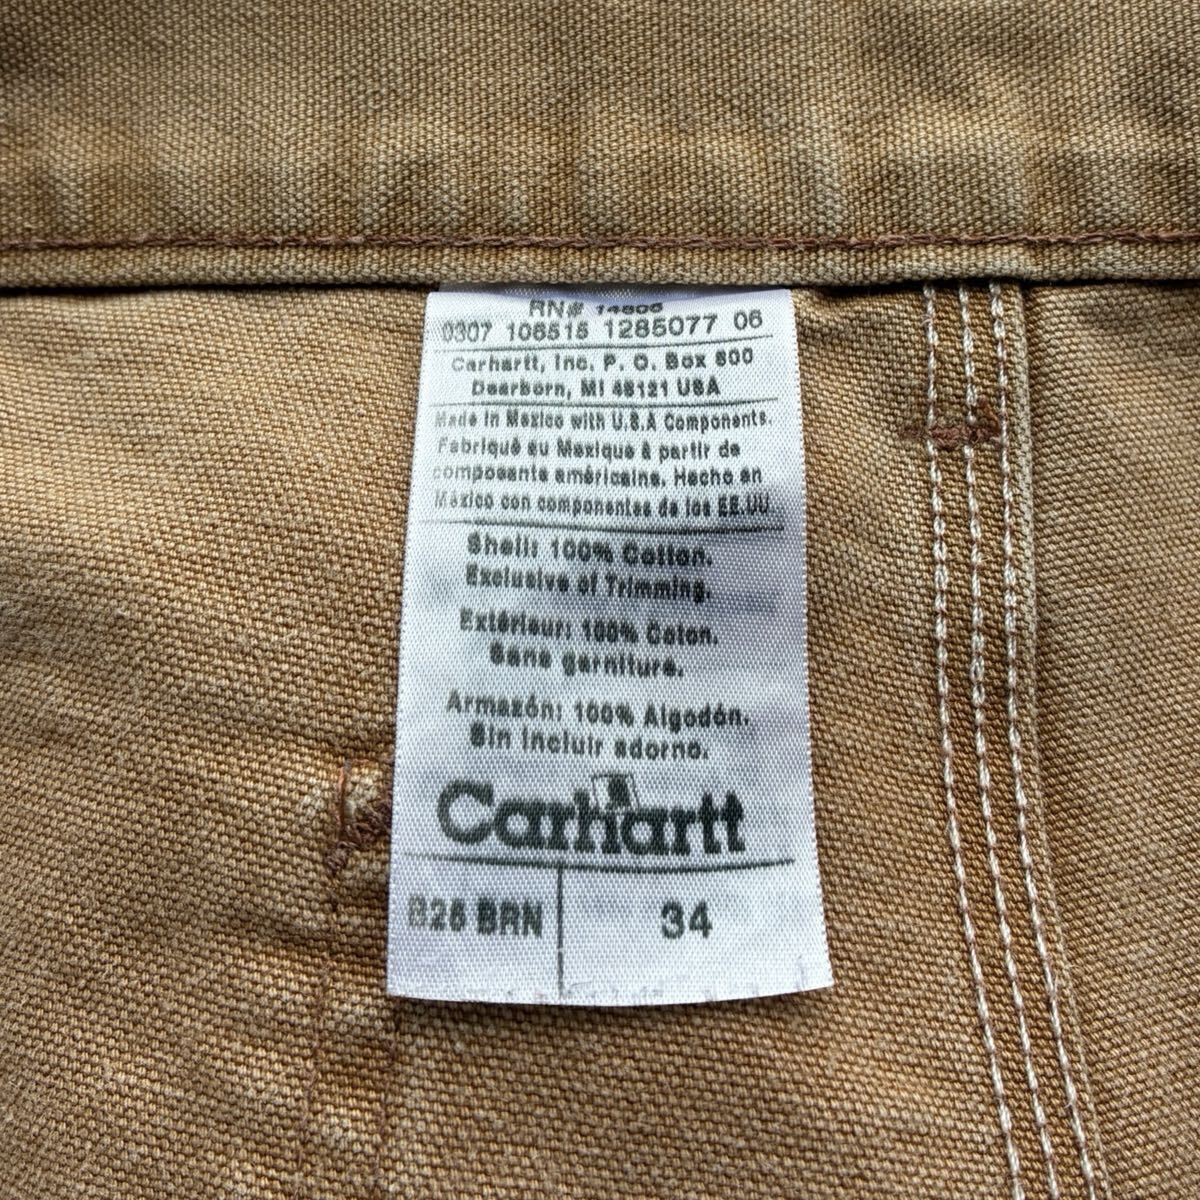 RN# 14806
0307 106515 1285077 06
Carhartt, Inc. P. O. Box 600
Dearborn, MI 48121 USA
Made in Mexico with U.S.A Components.
Fabriqué au Mexique à partir de
composants américains. Hecho en
México con componentes de los EE.UU.
Shell: 100% Cotton.
Exclusive of Trimming.
Extérieur: 100% Coton.
Sans garniture.
Armazón: 100% Algodón.
Sin incluir adorno.
Carhartt
BRN 34